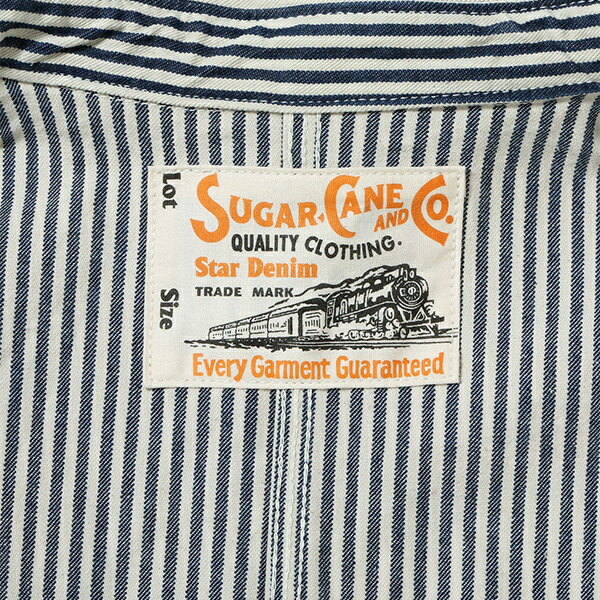 Lot
Size
SUGAR CANE AND CO.
QUALITY CLOTHING.
Star Denim
TRADE MARK
Every Garment Guaranteed